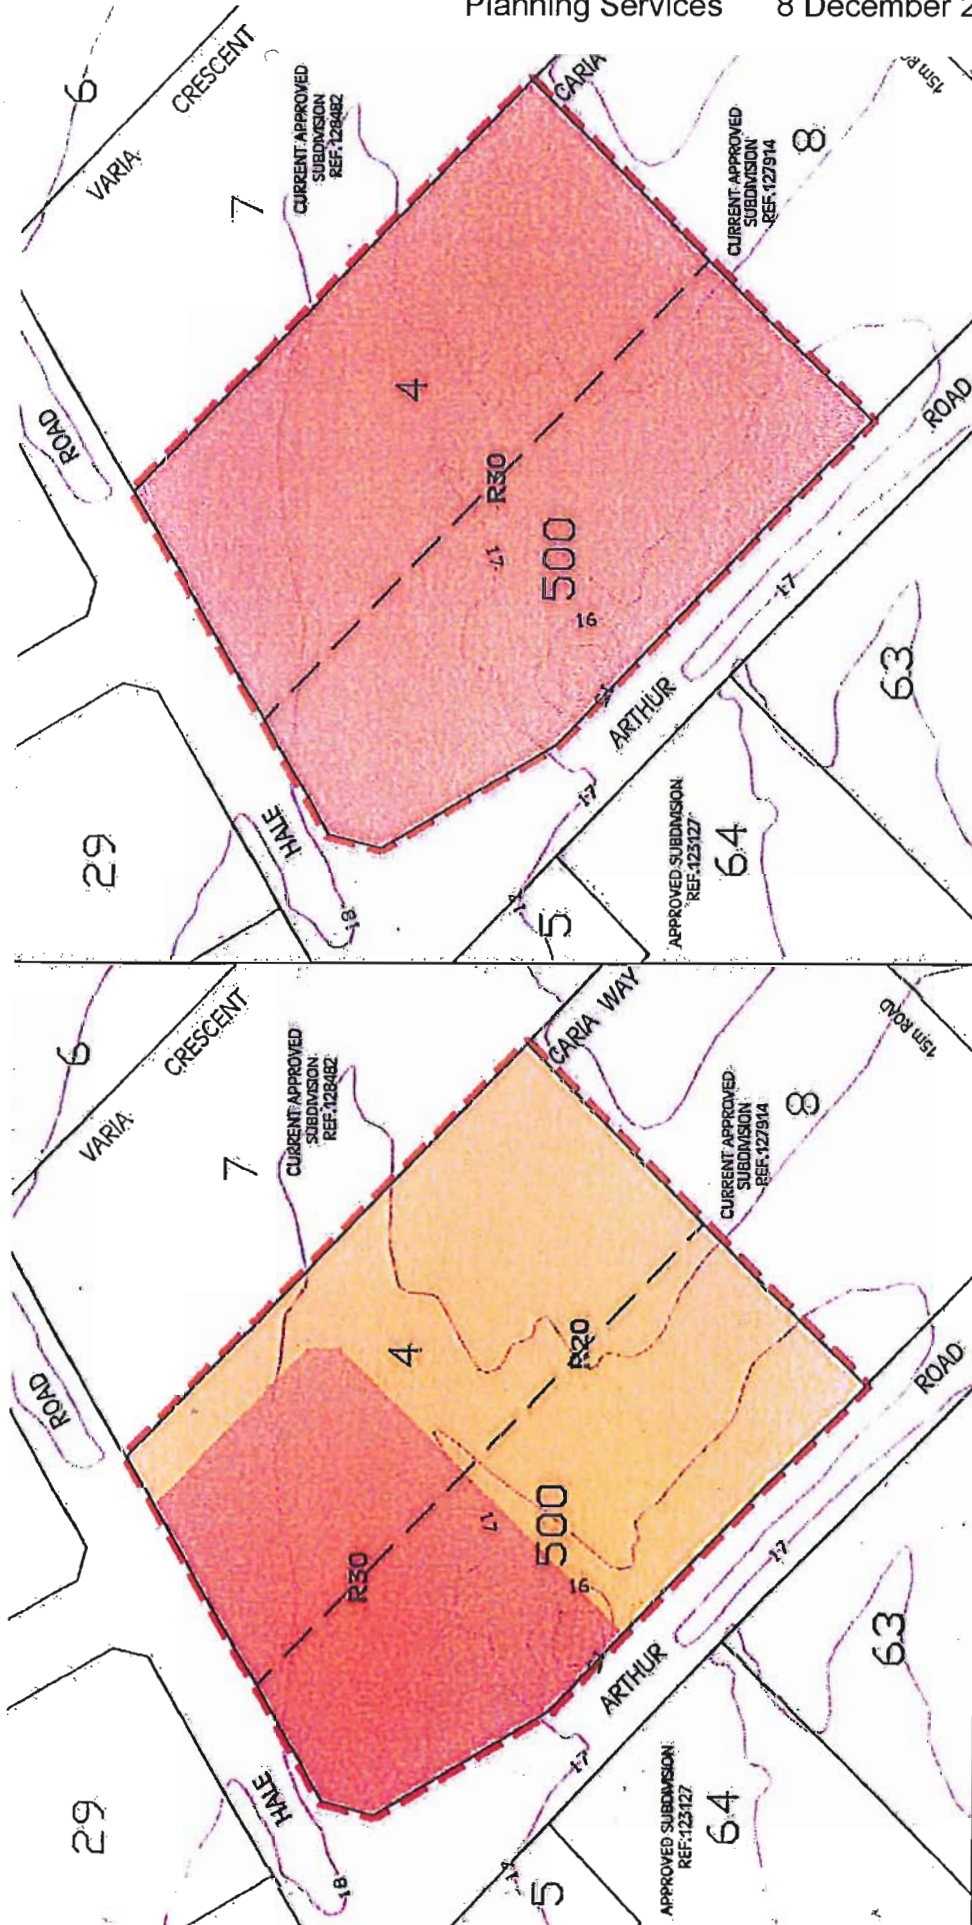 Planning Services 8 December 2
6
VARIA
CRESCENT
7
CURRENT APPROVED
SUBDIVISION
REF:128482
CARIA
CURRENT APPROVED
SUBDIVISION
REF:127914
8
ROAD
4
R30
17
500
16
ROAD
17
ARTHUR
63
HALE
29
18
17
APPROVED SUBDIVISION
REF:123127
64
5
6
VARIA
CRESCENT
7
CURRENT APPROVED
SUBDIVISION
REF:128482
CARIA WAY
15m ROAD
CURRENT APPROVED
SUBDIVISION
REF:127914
8
ROAD
4
R20
R30
17
500
16
ROAD
17
ARTHUR
63
HALE
29
18
17
APPROVED SUBDIVISION
REF:123127
64
5